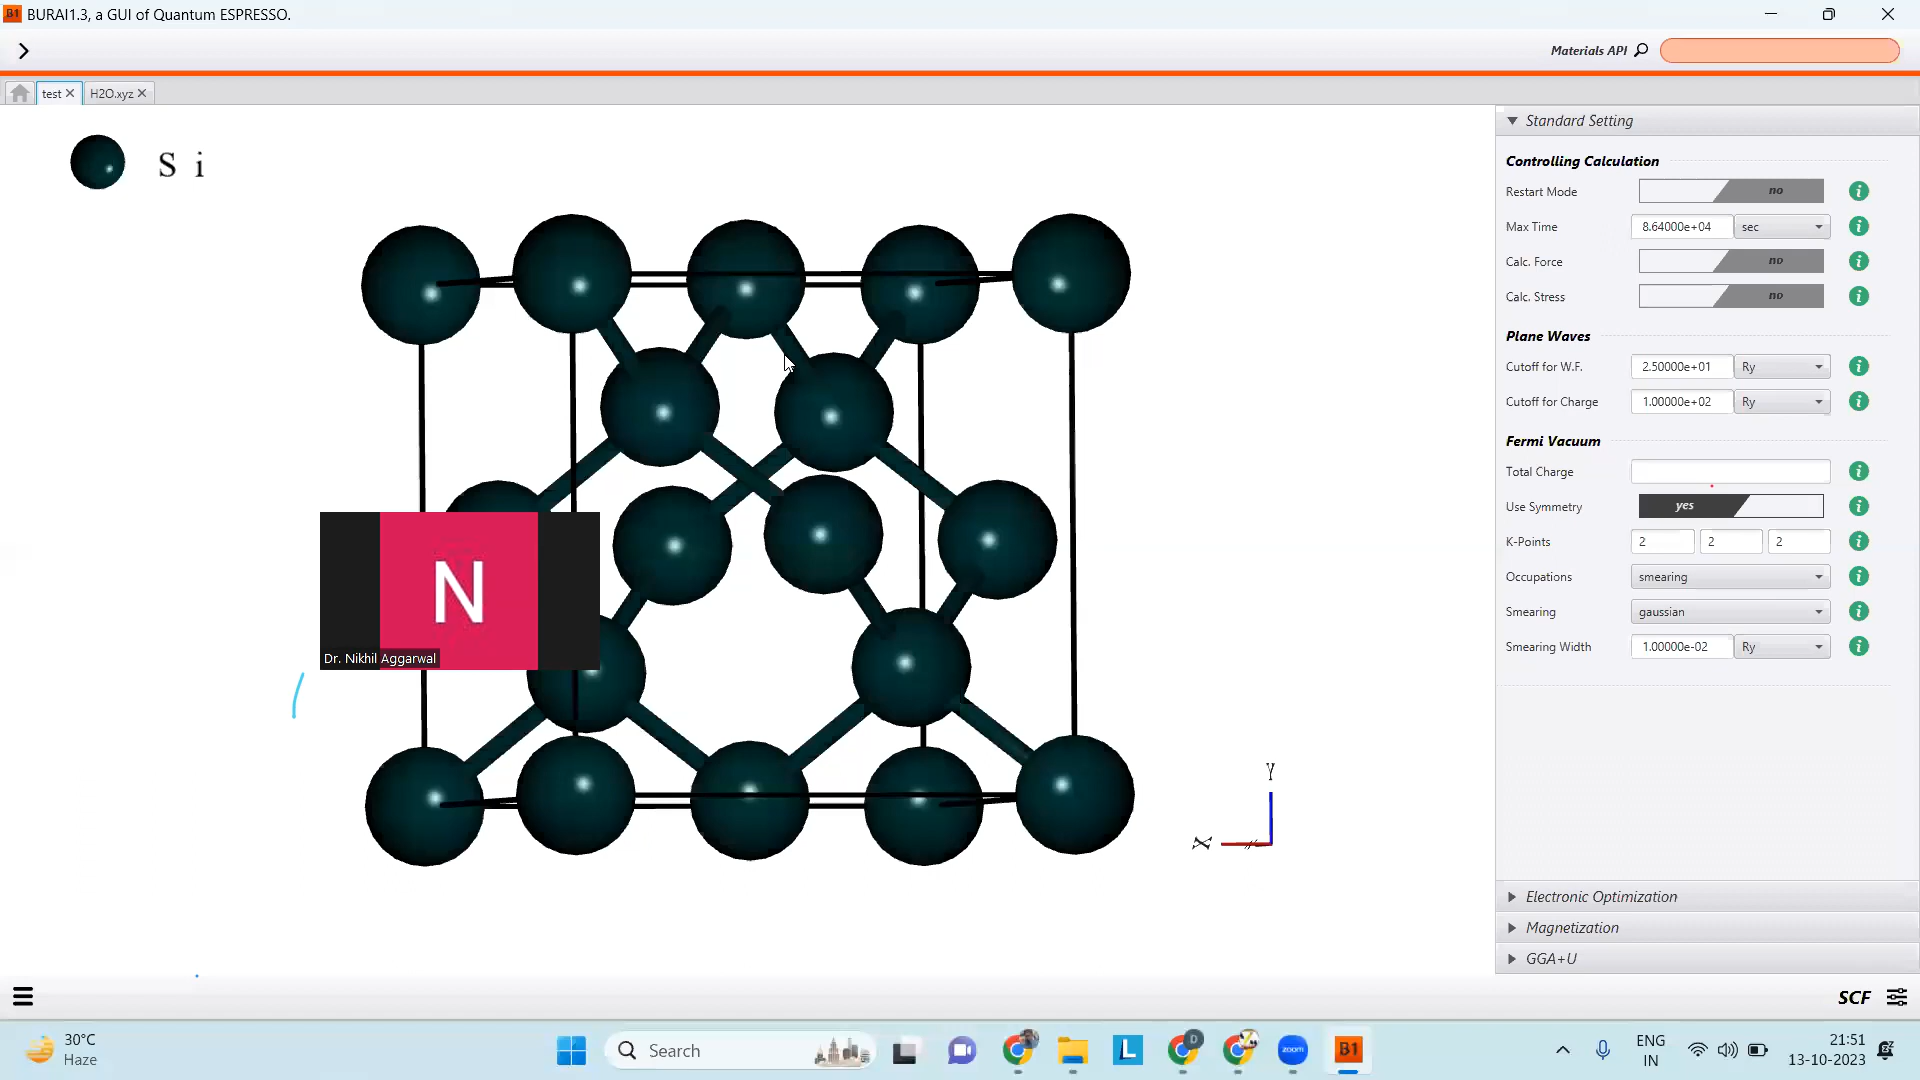 B1 BURAI1.3, a GUI of Quantum ESPRESSO.
Materials API
test
H2O.xyz
Si
N
Dr. Nikhil Aggarwal
Y
X
Standard Setting
Controlling Calculation
Restart Mode no i
Max Time 8.64000e+04 sec i
Calc. Force no i
Calc. Stress no i
Plane Waves
Cutoff for W.F. 2.50000e+01 Ry i
Cutoff for Charge 1.00000e+02 Ry i
Fermi Vacuum
Total Charge i
Use Symmetry yes i
K-Points 2 2 2 i
Occupations smearing i
Smearing gaussian i
Smearing Width 1.00000e-02 Ry i
Electronic Optimization
Magnetization
GGA+U
SCF
30°C
Haze
Search
L
D
zoom
B1
ENG
IN
21:51
13-10-2023